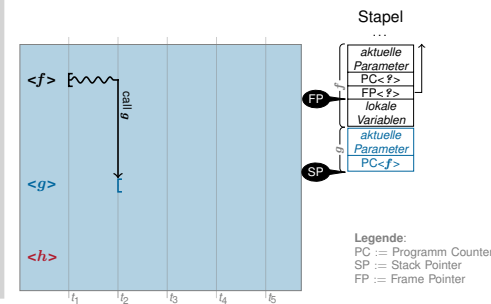 Stapel
...
aktuelle
Parameter
PC<?>
FP<?>
lokale
Variablen
aktuelle
Parameter
PC<f>
f
g
FP
SP
<f>
call g
<g>
<h>
t1 t2 t3 t4 t5
Legende:
PC := Programm Counter
SP := Stack Pointer
FP := Frame Pointer